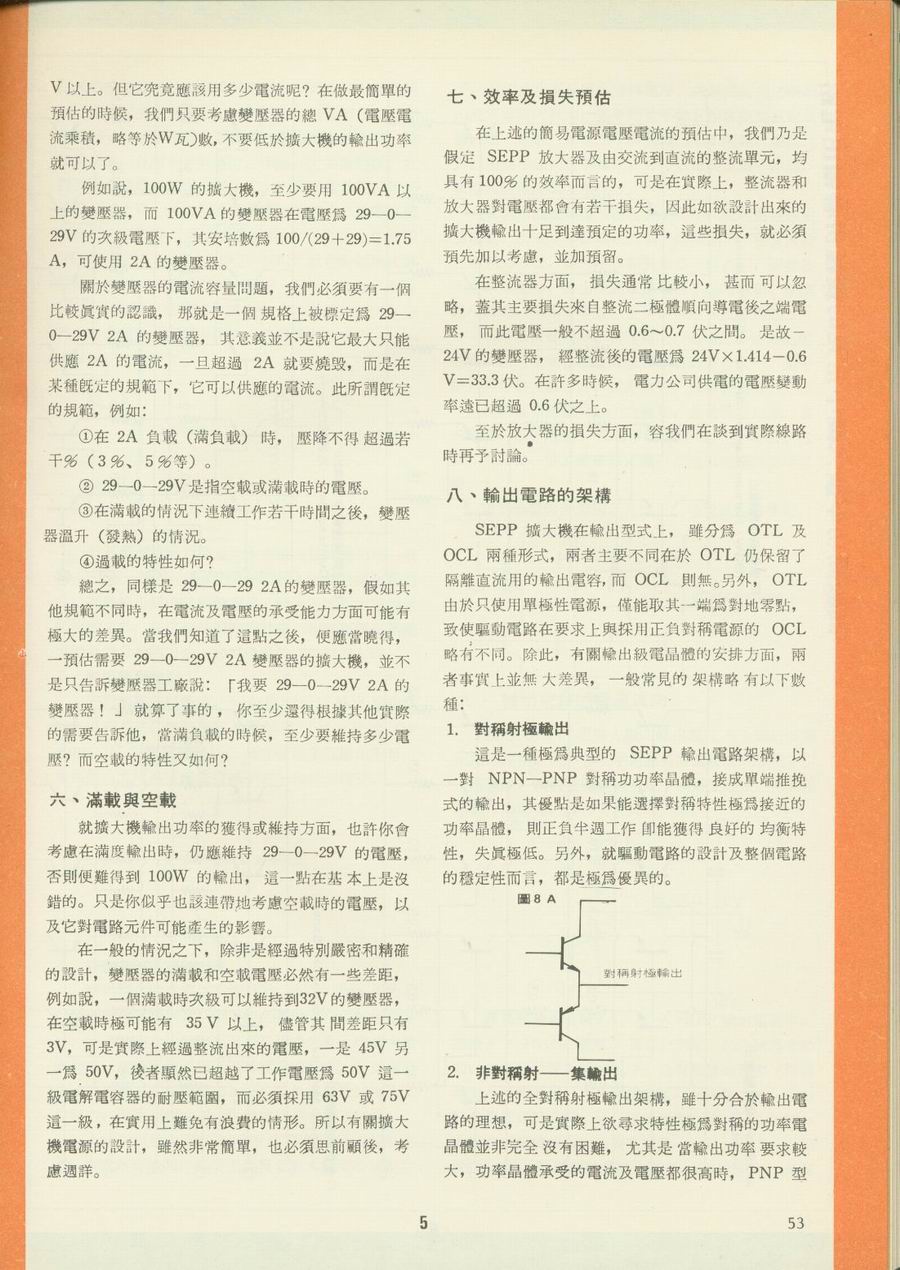 V 以上。但它究竟應該用多少電流呢？在做最簡單的
預估的時候，我們只要考慮變壓器的總 VA（電壓電
流乘積，略等於W瓦)數，不要低於擴大機的輸出功率
就可以了。
例如說，100W 的擴大機，至少要用 100VA 以
上的變壓器，而 100VA 的變壓器在電壓爲 29—0—
29V 的次級電壓下，其安培數爲 100/(29+29)=1.75
A，可使用 2A 的變壓器。
關於變壓器的電流容量問題，我們必須要有一個
比較眞實的認識，那就是一個 規格上被標定爲 29—
0—29V 2A 的變壓器，其意義並不是說它最大只能
供應 2A 的電流，一旦超過 2A 就要燒毀，而是在
某種旣定的規範下，它可以供應的電流。此所謂旣定
的規範，例如：
①在 2A 負載（滿負載）時，壓降不得 超過若
干%（3%、5%等）。
② 29—0—29V是指空載或滿載時的電壓。
③在滿載的情況下連續工作若干時間之後，變壓
器溫升（發熱）的情況。
④過載的特性如何？
總之，同樣是 29—0—29 2A的變壓器，假如其
他規範不同時，在電流及電壓的承受能力方面可能有
極大的差異。當我們知道了這點之後，便應當曉得，
一預估需要 29—0—29V 2A 變壓器的擴大機，並不
是只告訴變壓器工廠說：「我要 29—0—29V 2A 的
變壓器！」就算了事的，你至少還得根據其他實際
的需要告訴他，當滿負載的時候，至少要維持多少電
壓？而空載的特性又如何？
六、滿載與空載
就擴大機輸出功率的獲得或維持方面，也許你會
考慮在滿度輸出時，仍應維持 29—0—29V 的電壓，
否則便難得到 100W 的輸出，這一點在基 本上是沒
錯的。只是你似乎也該連帶地考慮空載時的電壓，以
及它對電路元件可能產生的影響。
在一般的情況之下，除非是經過特別嚴密和精確
的設計，變壓器的滿載和空載電壓必然有一些差距，
例如說，一個滿載時次級可以維持到32V的變壓器，
在空載時極可能有 35 V 以上，儘管其 間差距只有
3V，可是實際上經過整流出來的電壓，一是 45V 另
一爲 50V，後者顯然已超越了工作電壓爲 50V 這一
級電解電容器的耐壓範圍，而必須採用 63V 或 75V
這一級，在實用上難免有浪費的情形。所以有關擴大
機電源的設計，雖然非常簡單，也必須思前顧後，考
慮週詳。
七、效率及損失預估
在上述的簡易電源電壓電流的預估中，我們乃是
假定 SEPP 放大器及由交流到直流的整流單元，均
具有100%的效率而言的，可是在實際上，整流器和
放大器對電壓都會有若干損失，因此如欲設計出來的
擴大機輸出十足到達預定的功率，這些損失，就必須
預先加以考慮，並加預留。
在整流器方面，損失通常 比較小，甚而 可以忽
略，蓋其主要損失來自整流二極體順向導電後之端電
壓，而此電壓一般不超過 0.6～0.7 伏之間。是故－
24V 的變壓器，經整流後的電壓爲 24V×1.414－0.6
V=33.3 伏。在許多時候，電力公司供電的電壓變動
率遠已超過 0.6 伏之上。
至於放大器的損失方面，容我們在談到實際線路
時再予討論。
八、輸出電路的架構
SEPP 擴大機在輸出型式上，雖分爲 OTL 及
OCL 兩種形式，兩者主要不同在於 OTL 仍保留了
隔離直流用的輸出電容，而 OCL 則無。另外，OTL
由於只使用單極性電源，僅能取其一端爲對地零點，
致使驅動電路在要求上與採用正負對稱電源的 OCL
略有不同。除此，有關輸出級電晶體的安排方面，兩
者事實上並無 大差異，一般常見的 架構略 有以下數
種：
1. 對稱射極輸出
這是一種極爲典型的 SEPP 輸出電路架構，以
一對 NPN—PNP 對稱功功率晶體，接成單端推挽
式的輸出，其優點是如果能選擇對稱特性極爲接近的
功率晶體，則正負半週工作 卽能獲得 良好的 均衡特
性，失眞極低。另外，就驅動電路的設計及整個電路
的穩定性而言，都是極爲優異的。
圖 8 A
對稱射極輸出
2. 非對稱射——集輸出
上述的全對稱射極輸出架構，雖十分合於輸出電
路的理想，可是實際上欲尋求特性極爲對稱的功率電
晶體並非完全 沒有困難，尤其是 當輸出功率 要求較
大，功率晶體承受的電流及電壓都很高時，PNP 型
5
53